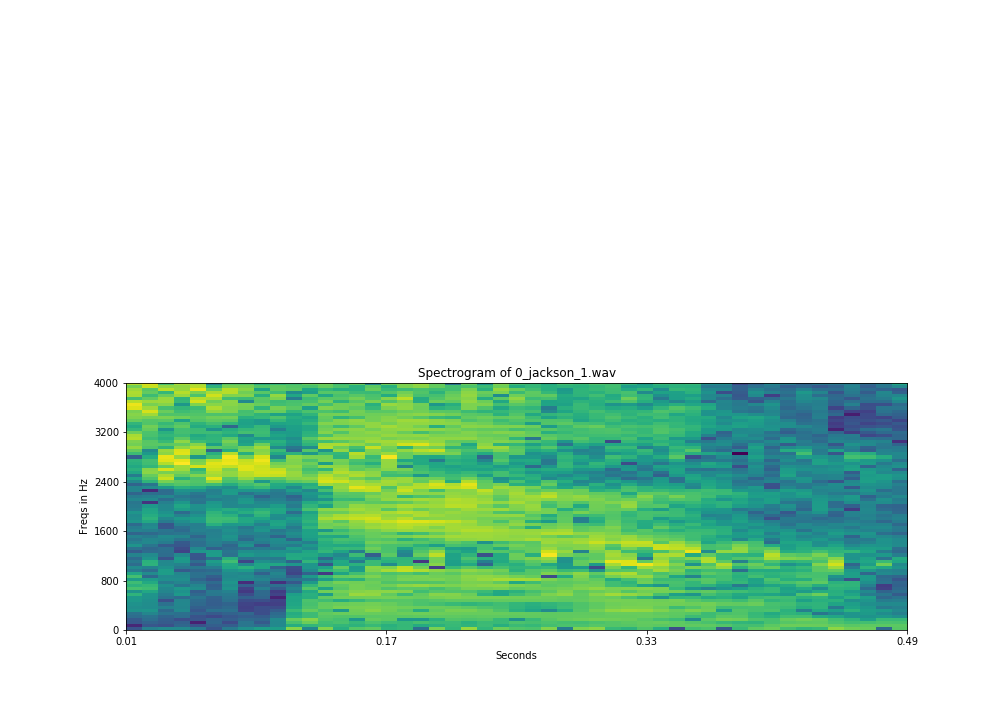 Spectrogram of 0_jackson_1.wav
4000
3200
2400
1600
800
0
Freqs in Hz
0.01 0.17 0.33 0.49
Seconds